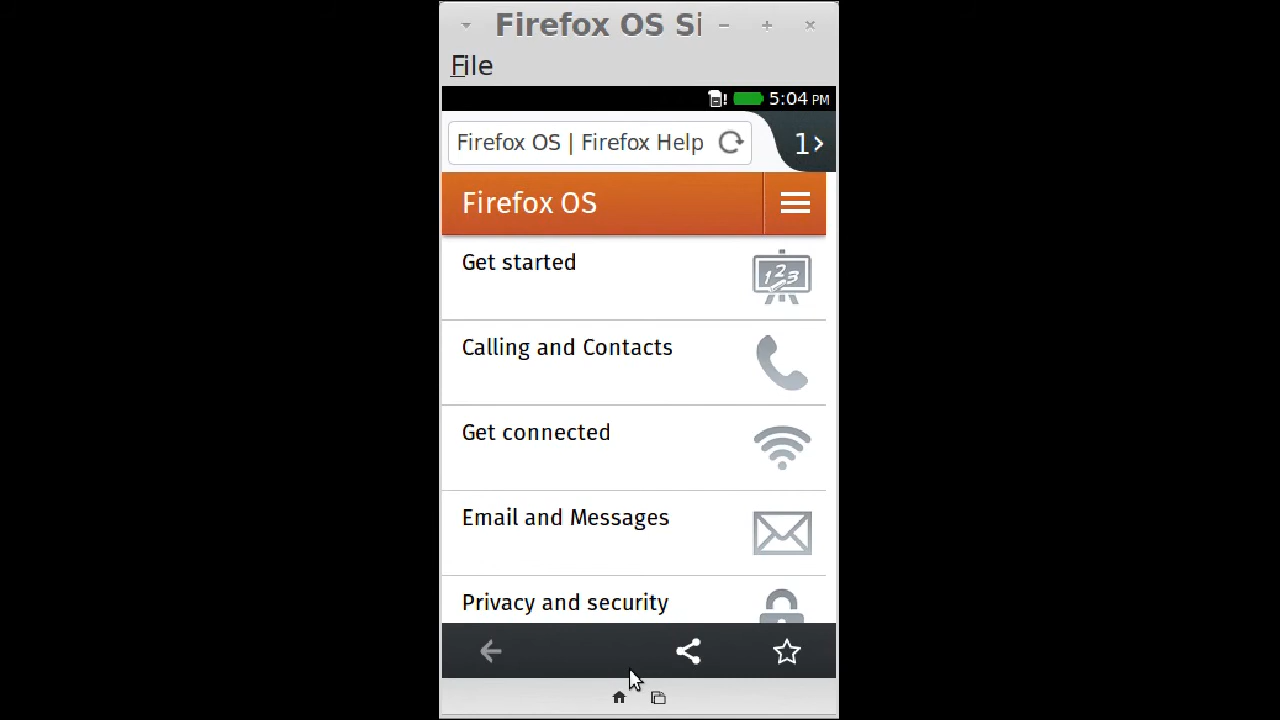 Firefox OS Si
File
5:04 PM
Firefox OS | Firefox Help
1
Firefox OS
Get started
123
Calling and Contacts
Get connected
Email and Messages
Privacy and security